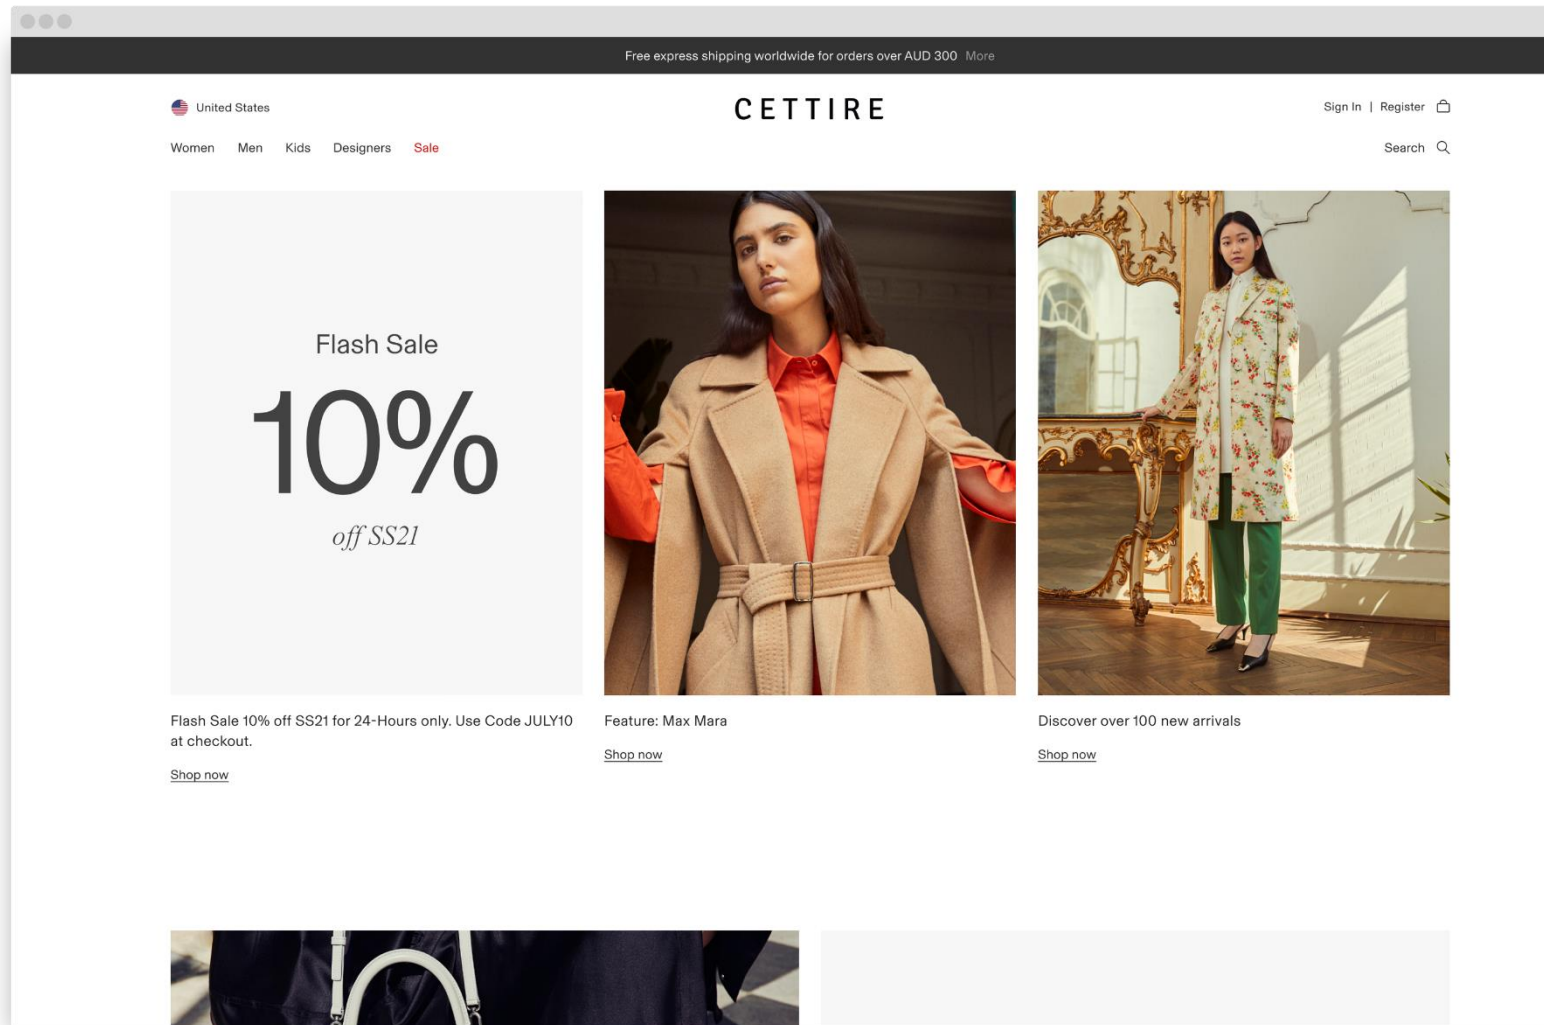 Free express shipping worldwide for orders over AUD 300 More
United States
CETTIRE
Sign In | Register
Women Men Kids Designers Sale
Search
Flash Sale
10%
off SS21
Flash Sale 10% off SS21 for 24-Hours only. Use Code JULY10
at checkout.
Shop now
Feature: Max Mara
Shop now
Discover over 100 new arrivals
Shop now